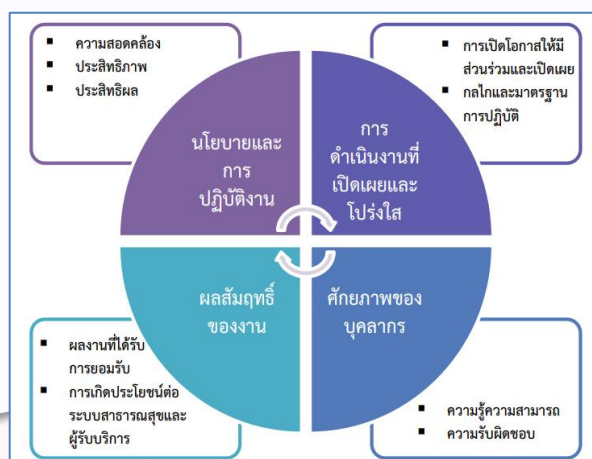 ▪ ความสอดคล้อง
▪ ประสิทธิภาพ
▪ ประสิทธิผล
นโยบายและ
การ
ปฏิบัติงาน
▪ การเปิดโอกาสให้มี
ส่วนร่วมและเปิดเผย
▪ กลไกและมาตรฐาน
การปฏิบัติ
การ
ดำเนินงานที่
เปิดเผยและ
โปร่งใส
ผลสัมฤทธิ์
ของงาน
▪ ผลงานที่ได้รับ
การยอมรับ
▪ การเกิดประโยชน์ต่อ
ระบบสาธารณสุขและ
ผู้รับบริการ
ศักยภาพของ
บุคลากร
▪ ความรู้ความสามารถ
▪ ความรับผิดชอบ